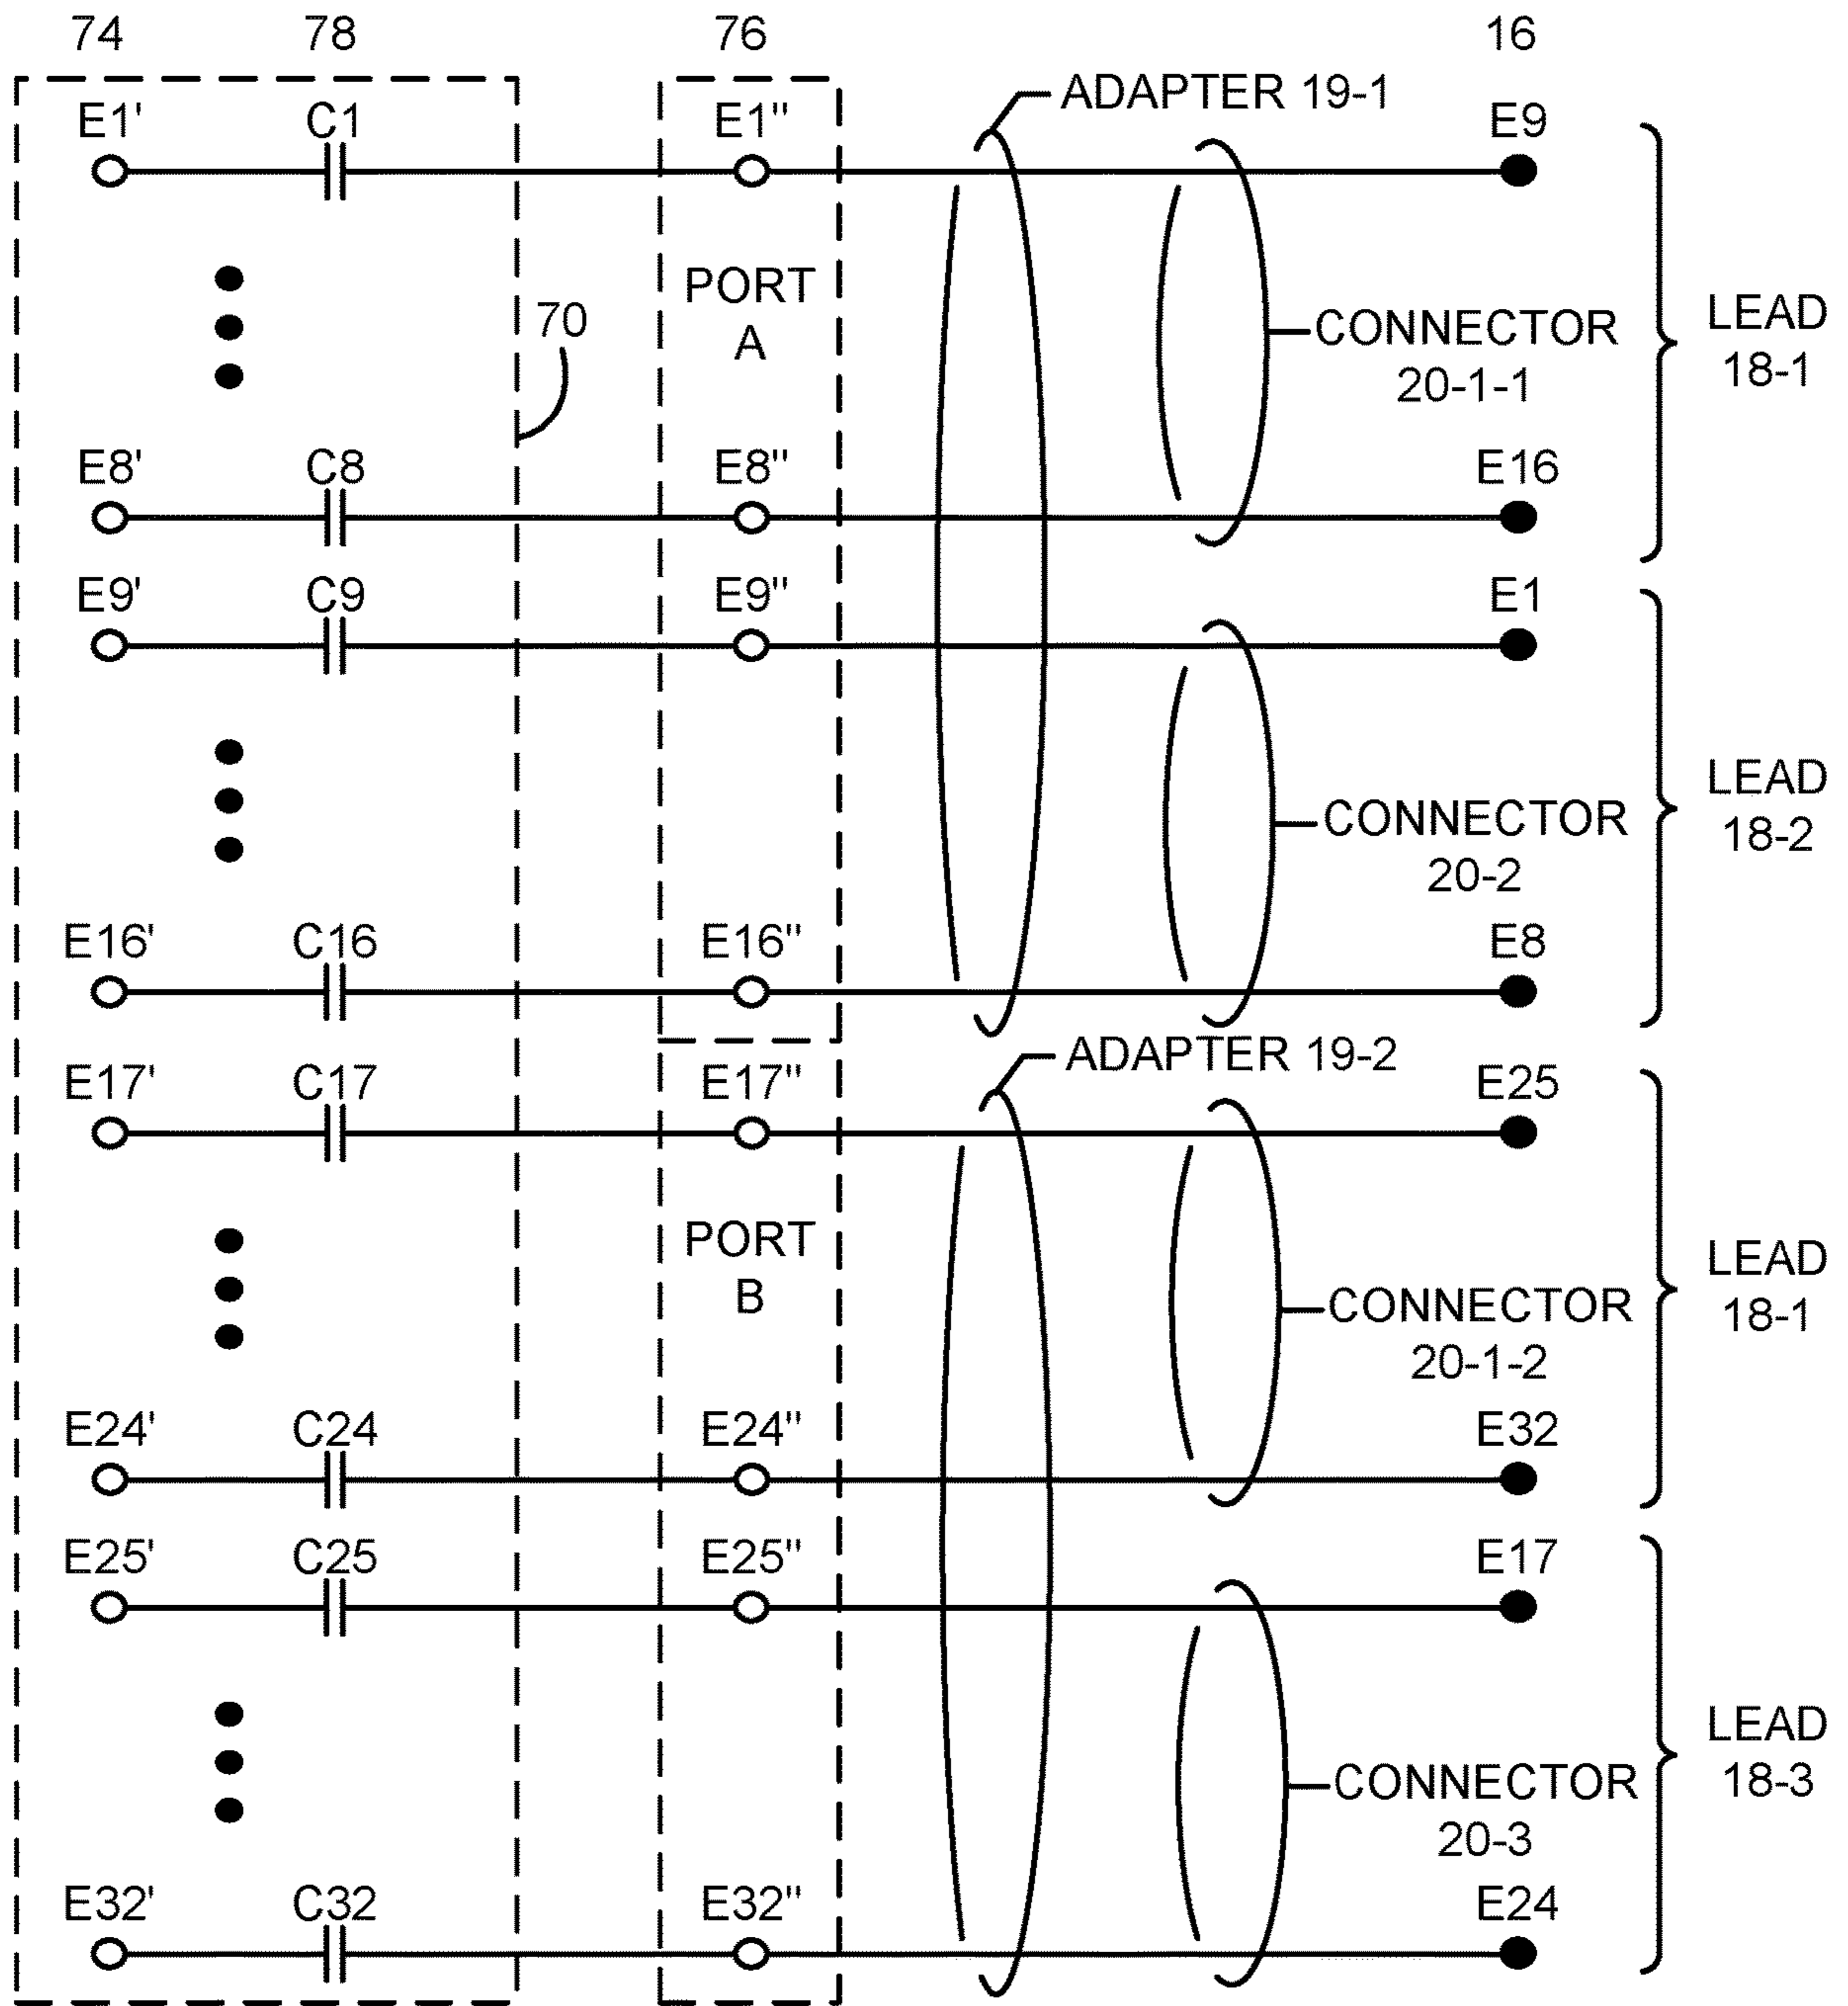 74 78 76 16
ADAPTER 19-1
E1' C1 E1" E9
PORT
A
70
CONNECTOR
20-1-1
LEAD
18-1
E8' C8 E8" E16
E9' C9 E9" E1
LEAD
18-2
CONNECTOR
20-2
E16' C16 E16" E8
ADAPTER 19-2
E17' C17 E17" E25
PORT
B
CONNECTOR
20-1-2
LEAD
18-1
E24' C24 E24" E32
E25' C25 E25" E17
LEAD
18-3
CONNECTOR
20-3
E32' C32 E32" E24